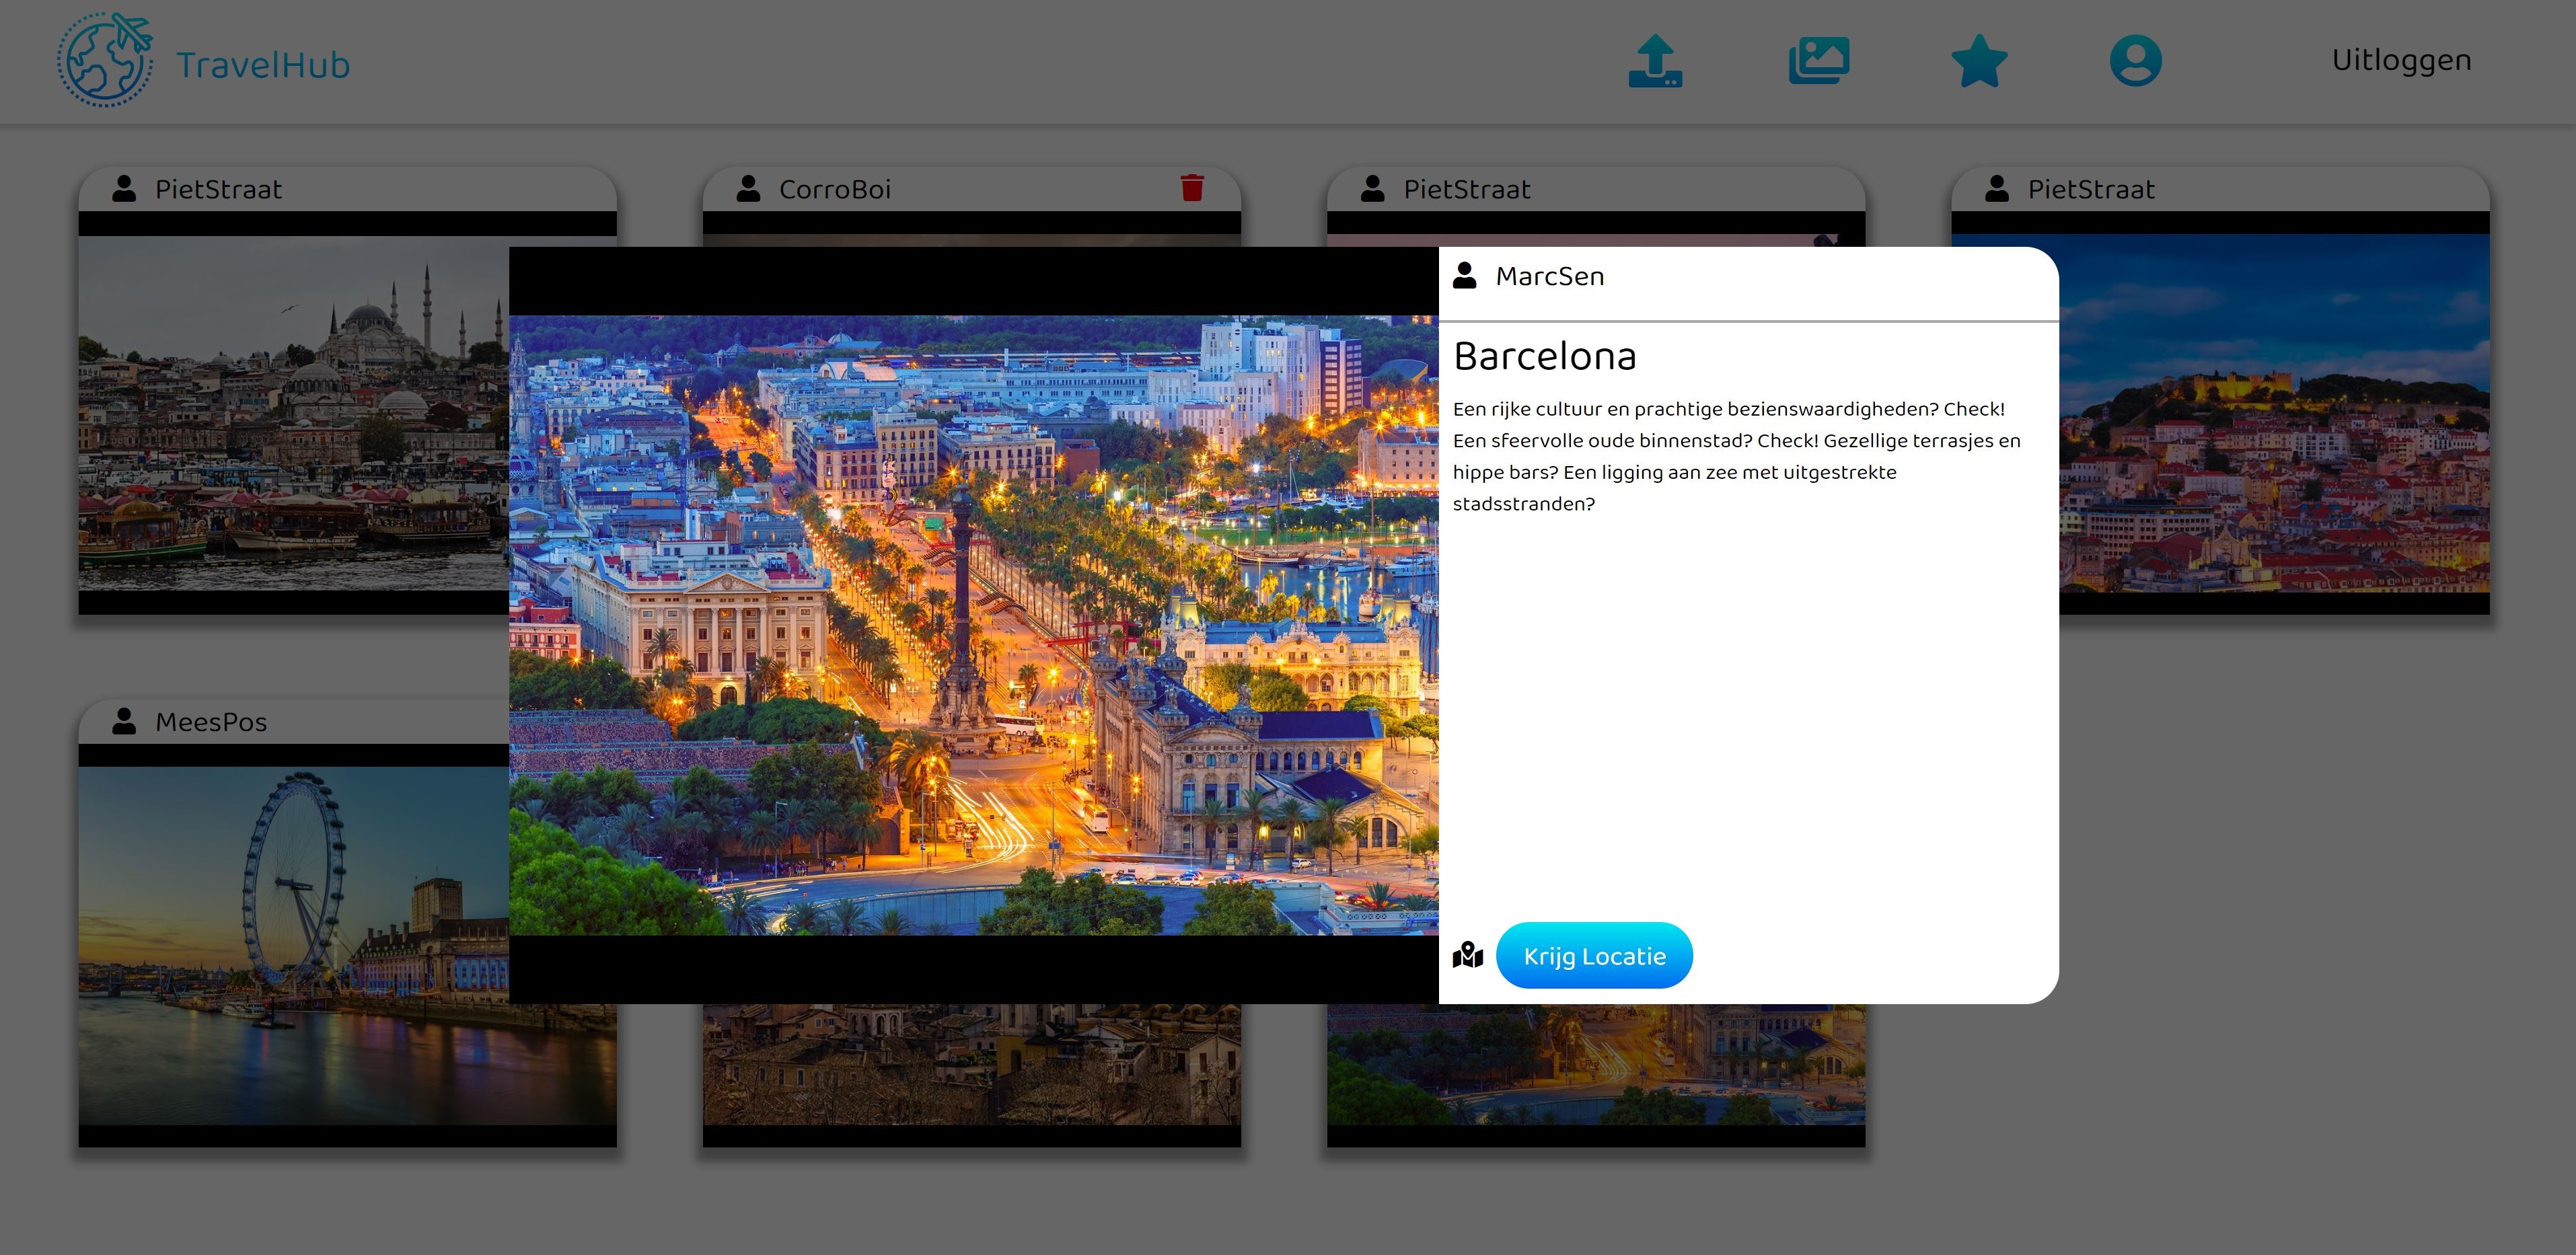 TravelHub
Uitloggen
PietStraat
CorroBoi
PietStraat
PietStraat
MarcSen
Barcelona
Een rijke cultuur en prachtige bezienswaardigheden? Check!
Een sfeervolle oude binnenstad? Check! Gezellige terrasjes en
hippe bars? Een ligging aan zee met uitgestrekte
stadsstranden?
Krijg Locatie
MeesPos